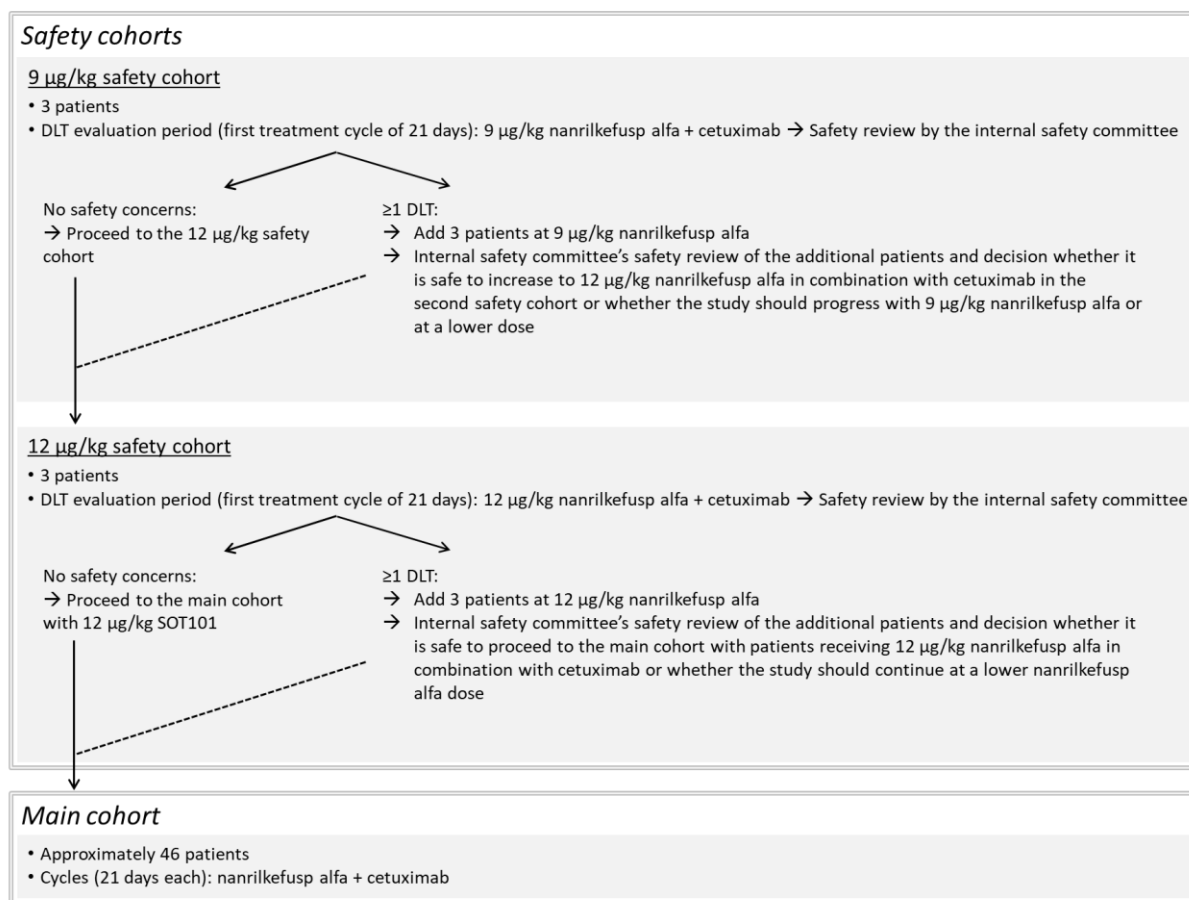 Safety cohorts
9 µg/kg safety cohort
• 3 patients
• DLT evaluation period (first treatment cycle of 21 days): 9 µg/kg nanrilkefusp alfa + cetuximab → Safety review by the internal safety committee
No safety concerns:
→ Proceed to the 12 µg/kg safety
cohort
≥1 DLT:
→ Add 3 patients at 9 µg/kg nanrilkefusp alfa
→ Internal safety committee's safety review of the additional patients and decision whether it
is safe to increase to 12 µg/kg nanrilkefusp alfa in combination with cetuximab in the
second safety cohort or whether the study should progress with 9 µg/kg nanrilkefusp alfa or
at a lower dose
12 µg/kg safety cohort
• 3 patients
• DLT evaluation period (first treatment cycle of 21 days): 12 µg/kg nanrilkefusp alfa + cetuximab → Safety review by the internal safety committee
No safety concerns:
→ Proceed to the main cohort
with 12 µg/kg SOT101
≥1 DLT:
→ Add 3 patients at 12 µg/kg nanrilkefusp alfa
→ Internal safety committee's safety review of the additional patients and decision whether it
is safe to proceed to the main cohort with patients receiving 12 µg/kg nanrilkefusp alfa in
combination with cetuximab or whether the study should continue at a lower nanrilkefusp
alfa dose
Main cohort
• Approximately 46 patients
• Cycles (21 days each): nanrilkefusp alfa + cetuximab